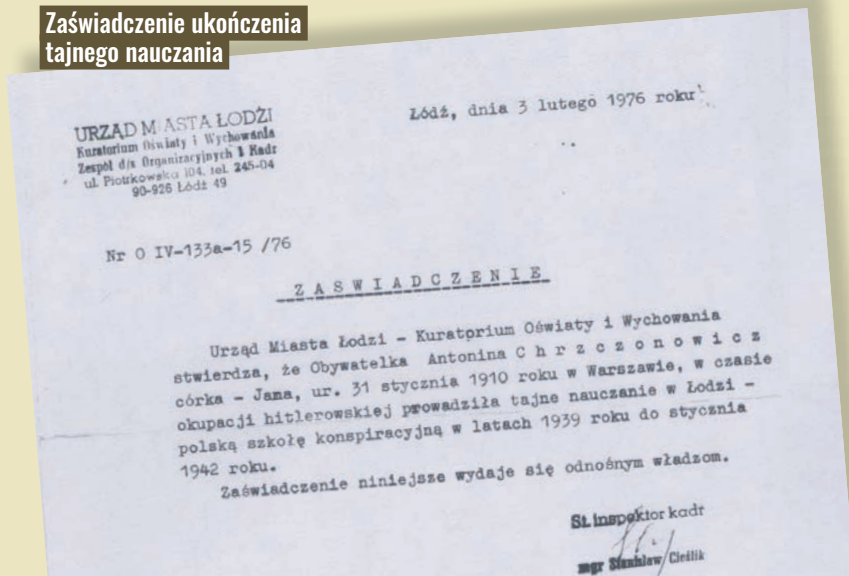 Zaświadczenie ukończenia
tajnego nauczania
URZĄD MIASTA ŁODZI
Kuratorium Oświaty i Wychowania
Zespół d/s Organizacyjnych i Kadr
ul. Piotrkowska 104, tel. 245-04
90-926 Łódź 49
Łódź, dnia 3 lutego 1976 roku
Nr O IV-133a-15 /76
Z A S W I A D C Z E N I E
Urząd Miasta Łodzi - Kuratorium Oświaty i Wychowania
stwierdza, że Obywatelka Antonina C h r z c z o n o w i c z
córka - Jana, ur. 31 stycznia 1910 roku w Warszawie, w czasie
okupacji hitlerowskiej prowadziła tajne nauczanie w Łodzi -
polską szkołę konspiracyjną w latach 1939 roku do stycznia
1942 roku.
Zaświadczenie niniejsze wydaje się odnośnym władzom.
St. inspektor kadr
mgr Stanisław Cieślik